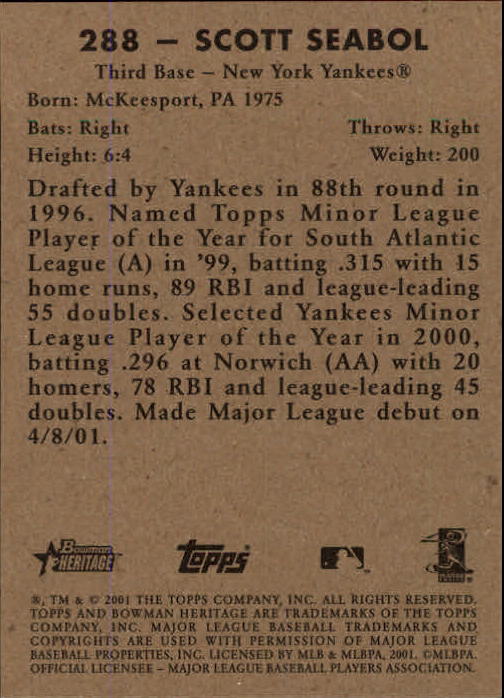 288 – SCOTT SEABOL
Third Base – New York Yankees®
Born: McKeesport, PA 1975
Bats: Right Throws: Right
Height: 6:4 Weight: 200
Drafted by Yankees in 88th round in
1996. Named Topps Minor League
Player of the Year for South Atlantic
League (A) in '99, batting .315 with 15
home runs, 89 RBI and league-leading
55 doubles. Selected Yankees Minor
League Player of the Year in 2000,
batting .296 at Norwich (AA) with 20
homers, 78 RBI and league-leading 45
doubles. Made Major League debut on
4/8/01.
Bowman
HERITAGE
Topps
®, TM & © 2001 THE TOPPS COMPANY, INC. ALL RIGHTS RESERVED.
TOPPS AND BOWMAN HERITAGE ARE TRADEMARKS OF THE TOPPS
COMPANY, INC. MAJOR LEAGUE BASEBALL TRADEMARKS AND
COPYRIGHTS ARE USED WITH PERMISSION OF MAJOR LEAGUE
BASEBALL PROPERTIES, INC. LICENSED BY MLB & MLBPA, 2001. ©MLBPA.
OFFICIAL LICENSEE – MAJOR LEAGUE BASEBALL PLAYERS ASSOCIATION.